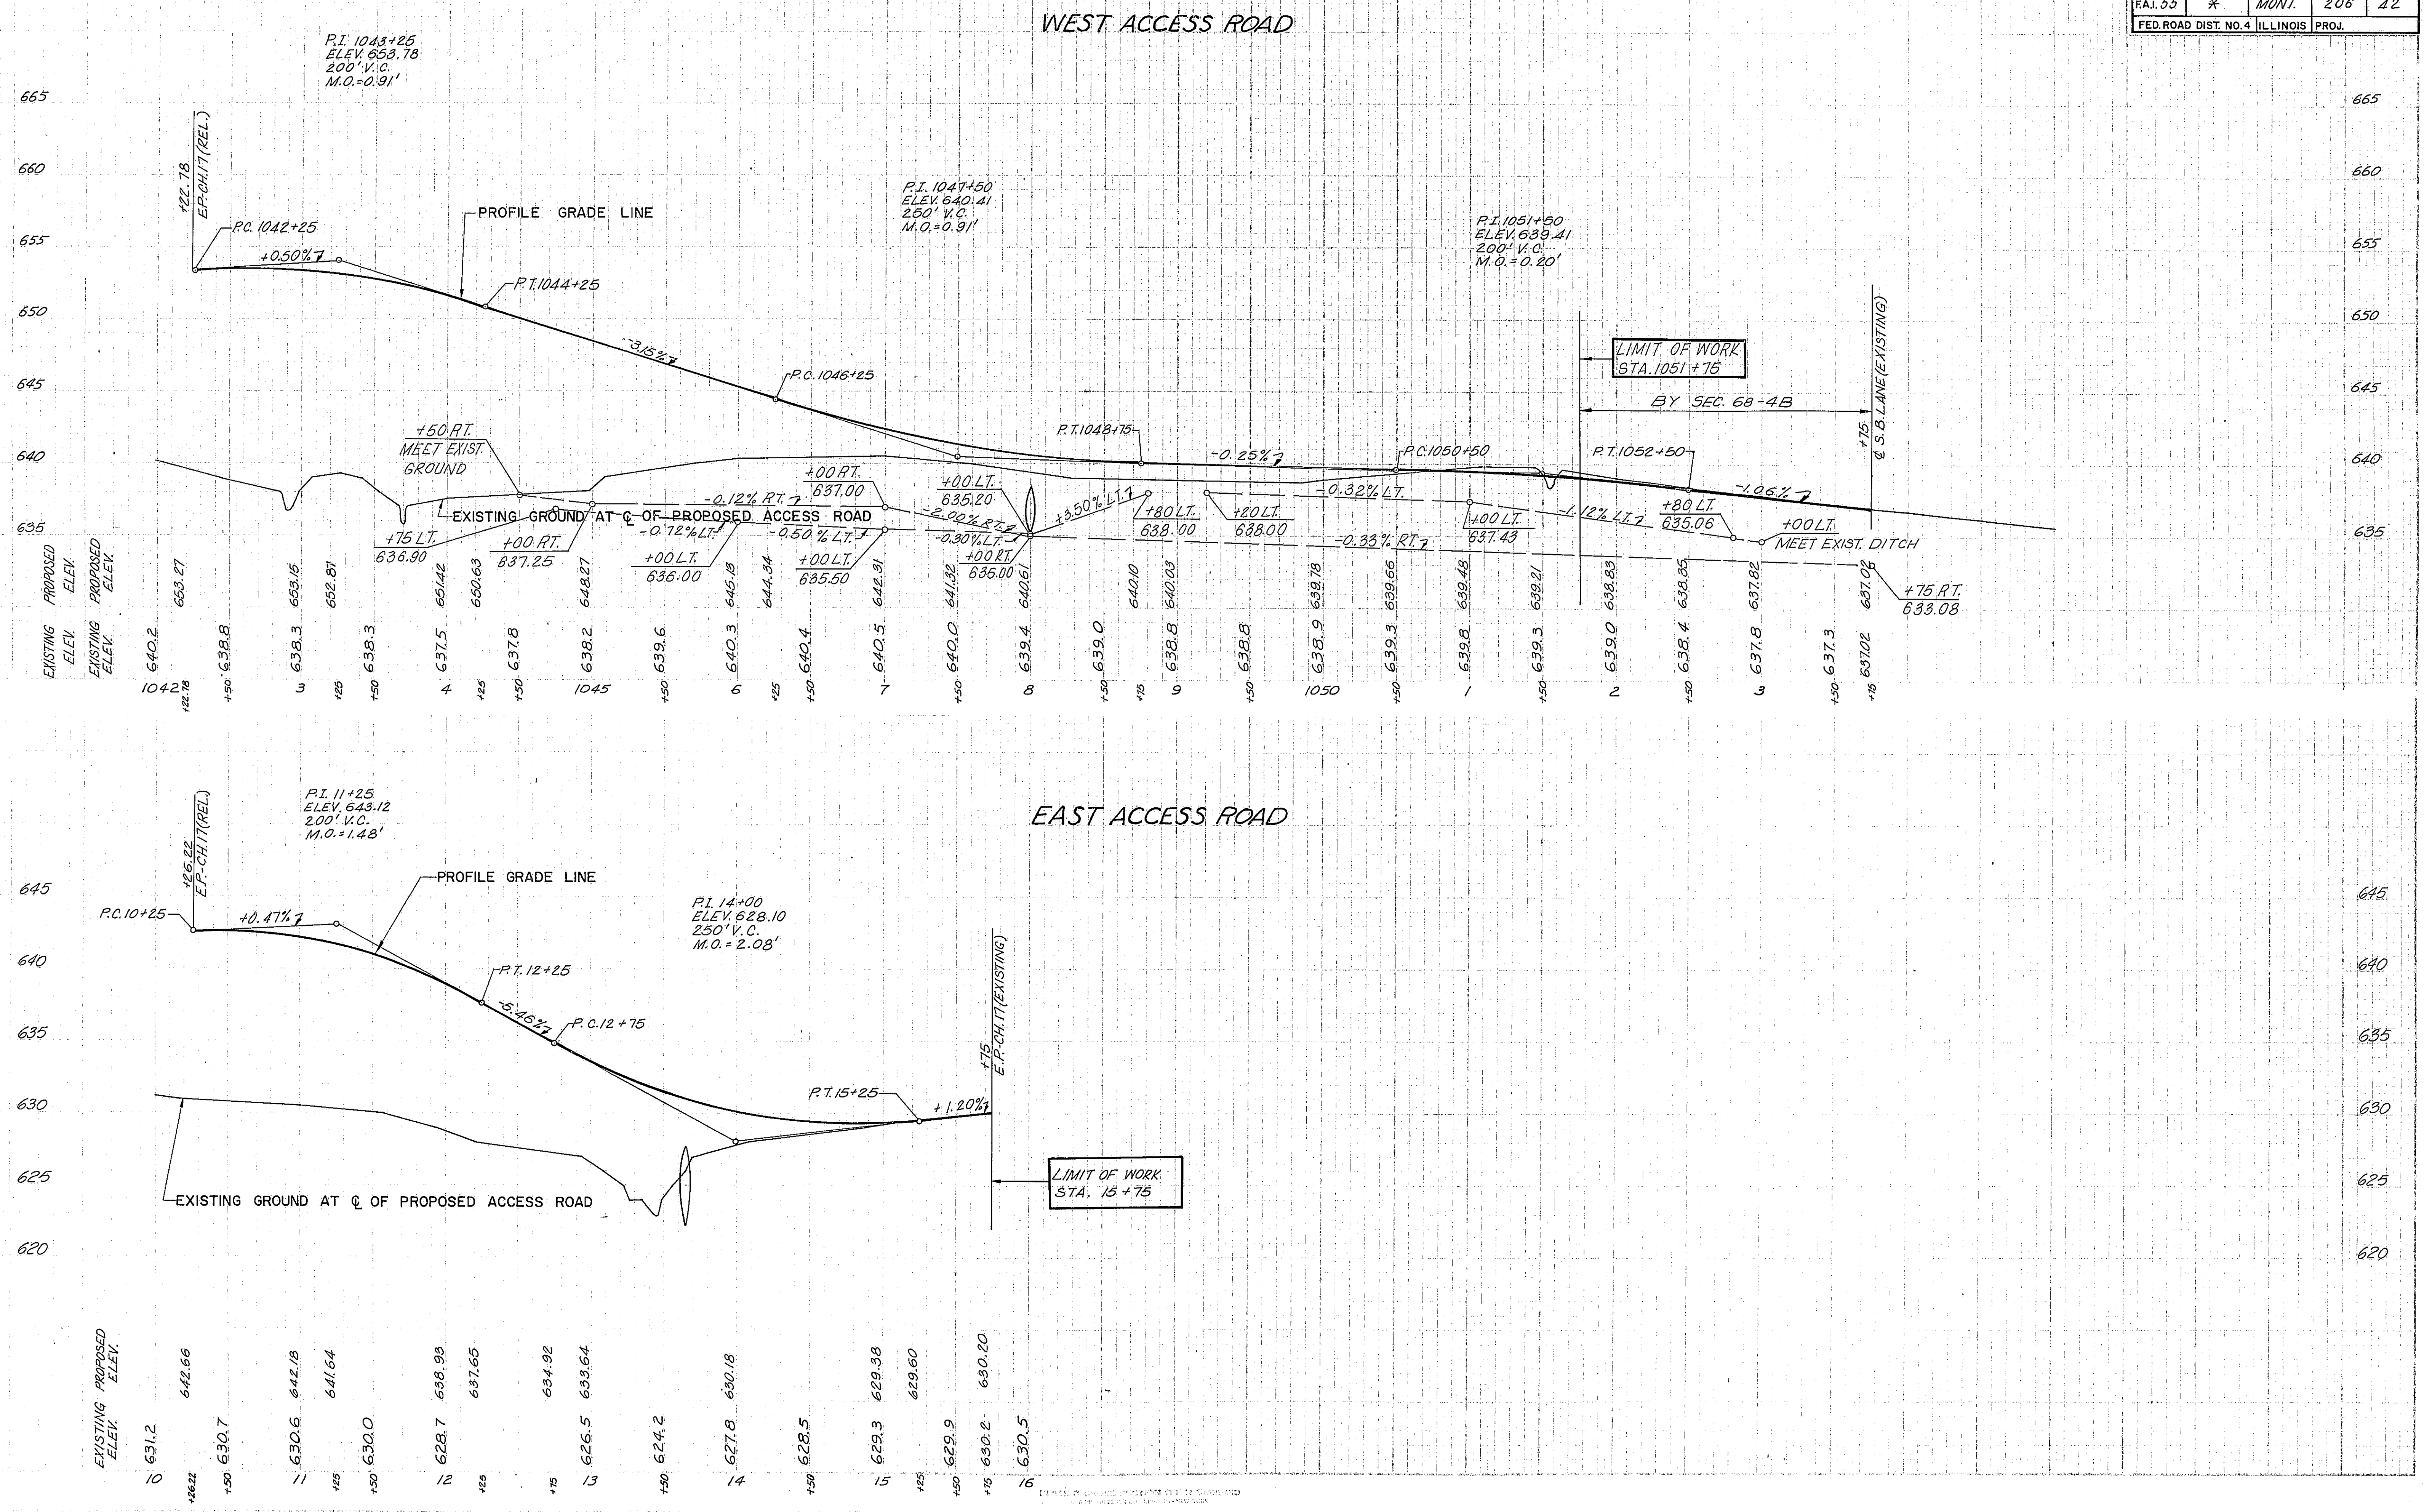 WEST ACCESS ROAD
F.A.I. 55 * MONT. 206 42
FED. ROAD DIST. NO. 4 ILLINOIS PROJ.
P.I. 1043+25
ELEV. 653.78
200' V.C.
M.O.=0.91'
665
665
660
660
655
655
650
650
645
645
640
640
635
635
+22.78
E.P.-CH.17 (REL.)
P.C. 1042+25
+0.50%
PROFILE GRADE LINE
P.T. 1044+25
-3.15%
P.C. 1046+25
P.I. 1047+50
ELEV. 640.41
250' V.C.
M.O.=0.91'
P.T. 1048+75
-0.25%
P.I. 1051+50
ELEV. 639.41
200' V.C.
M.O.=0.20'
P.C. 1050+50
LIMIT OF WORK
STA. 1051+75
BY SEC. 68-4B
P.T. 1052+50
-1.06%
+75
℄ S.B. LANE (EXISTING)
+50 RT.
MEET EXIST.
GROUND
EXISTING GROUND AT ℄ OF PROPOSED ACCESS ROAD
+75 LT.
636.90
+00 RT.
637.25
-0.12% RT.
-0.72% LT.
+00 LT.
636.00
-0.50% LT.
+00 RT.
637.00
+00 LT.
635.50
-2.00% RT.
-0.30% LT.
+00 LT.
635.20
+00 RT.
635.00
+3.50% LT.
+80 LT.
638.00
+20 LT.
638.00
-0.32% LT.
-0.33% RT.
+00 LT.
637.43
-1.12% LT.
+80 LT.
635.06
+00 LT.
MEET EXIST. DITCH
+75 RT.
633.08
EXISTING PROPOSED
ELEV. ELEV.
EXISTING PROPOSED
ELEV. ELEV.
653.27 653.15 652.87 651.42 650.63 648.27 645.18 644.34 642.31 641.32 640.61 640.10 640.03 639.78 639.66 639.48 639.21 638.83 638.35 637.82 637.02
640.2 638.8 638.3 638.3 637.5 637.8 638.2 639.6 640.3 640.4 640.5 640.0 639.4 639.0 638.8 638.8 638.9 639.3 639.8 639.3 639.0 638.4 637.8 637.3 637.02
1042 +22.78 +50 3 +25 +50 4 +25 +50 1045 +50 6 +25 +50 7 +50 8 +50 +75 9 +50 1050 +50 1 +50 2 +50 3 +50 +75
EAST ACCESS ROAD
P.I. 11+25
ELEV. 643.12
200' V.C.
M.O.=1.48'
+26.22
E.P.-CH.17 (REL.)
645
645
640
640
635
635
630
630
625
625
620
620
P.C. 10+25
+0.47%
PROFILE GRADE LINE
P.T. 12+25
-5.46%
P.C. 12+75
P.I. 14+00
ELEV. 628.10
250' V.C.
M.O.=2.08'
P.T. 15+25
+1.20%
+75
E.P.-CH.17 (EXISTING)
LIMIT OF WORK
STA. 15+75
EXISTING GROUND AT ℄ OF PROPOSED ACCESS ROAD
EXISTING PROPOSED
ELEV. ELEV.
642.66 642.18 641.64 638.93 637.65 634.92 633.64 630.18 629.38 629.60 630.20
631.2 630.7 630.6 630.0 628.7 626.5 624.2 627.8 628.5 629.3 629.9 630.2 630.5
10 +26.22 +50 11 +25 +50 12 +25 +75 13 +50 14 +50 15 +25 +50 +75 16